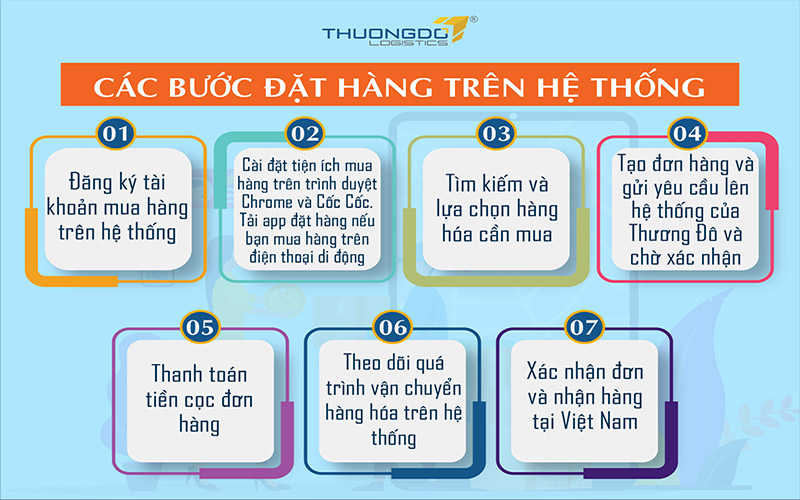 THUONGDO
LOGISTICS
®
CÁC BƯỚC ĐẶT HÀNG TRÊN HỆ THỐNG
01
Đăng ký tài
khoản mua hàng
trên hệ thống
02
Cài đặt tiện ích mua
hàng trên trình duyệt
Chrome và Cốc Cốc.
Tải app đặt hàng nếu
bạn mua hàng trên
điện thoại di động
03
Tìm kiếm và
lựa chọn hàng
hóa cần mua
04
Tạo đơn hàng và
gửi yêu cầu lên
hệ thống của
Thương Đô và
chờ xác nhận
05
Thanh toán
tiền cọc đơn
hàng
06
Theo dõi quá
trình vận chuyển
hàng hóa trên hệ
thống
07
Xác nhận đơn
và nhận hàng
tại Việt Nam